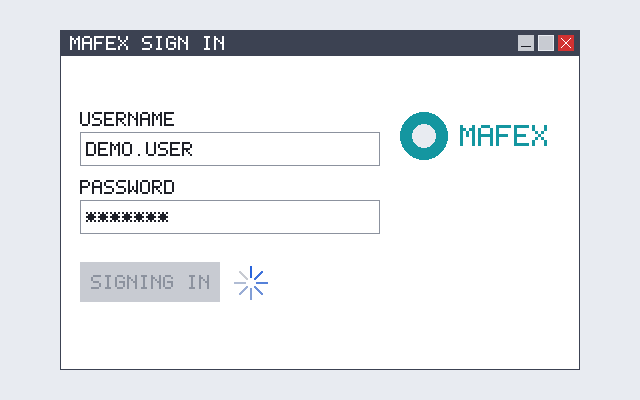 MAFEX SIGN IN
USERNAME
DEMO.USER
MAFEX
PASSWORD
*******
SIGNING IN